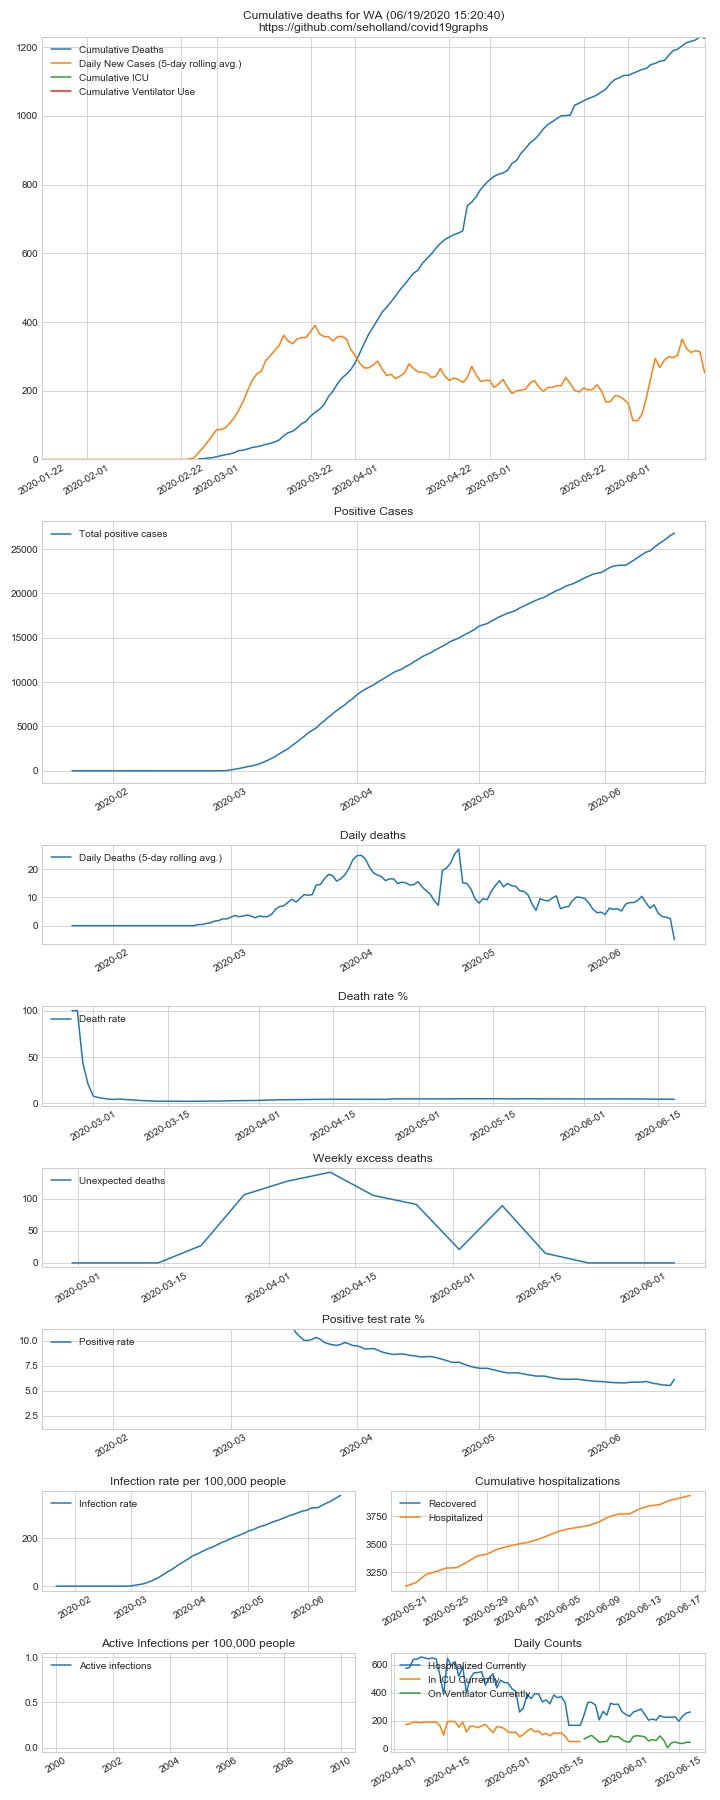 Cumulative deaths for WA (06/19/2020 15:20:40)
https://github.com/seholland/covid19graphs
Cumulative Deaths
Daily New Cases (5-day rolling avg.)
Cumulative ICU
Cumulative Ventilator Use
1200
1000
800
600
400
200
0
2020-01-22 2020-02-01 2020-02-22 2020-03-01 2020-03-22 2020-04-01 2020-04-22 2020-05-01 2020-05-22 2020-06-01
Positive Cases
Total positive cases
25000
20000
15000
10000
5000
0
2020-02 2020-03 2020-04 2020-05 2020-06
Daily deaths
Daily Deaths (5-day rolling avg.)
20
10
0
2020-02 2020-03 2020-04 2020-05 2020-06
Death rate %
100
Death rate
50
0
2020-03-01 2020-03-15 2020-04-01 2020-04-15 2020-05-01 2020-05-15 2020-06-01 2020-06-15
Weekly excess deaths
Unexpected deaths
100
50
0
2020-03-01 2020-03-15 2020-04-01 2020-04-15 2020-05-01 2020-05-15 2020-06-01
Positive test rate %
10.0
Positive rate
7.5
5.0
2.5
2020-02 2020-03 2020-04 2020-05 2020-06
Infection rate per 100,000 people
Infection rate
200
0
2020-02 2020-03 2020-04 2020-05 2020-06
Cumulative hospitalizations
Recovered
Hospitalized
3750
3500
3250
2020-05-21 2020-05-25 2020-05-29 2020-06-01 2020-06-05 2020-06-09 2020-06-13 2020-06-17
Active Infections per 100,000 people
1.0
Active infections
0.5
0.0
2000 2002 2004 2006 2008 2010
Daily Counts
600
Hospitalized Currently
In ICU Currently
On Ventilator Currently
400
200
0
2020-04-01 2020-04-15 2020-05-01 2020-05-15 2020-06-01 2020-06-15